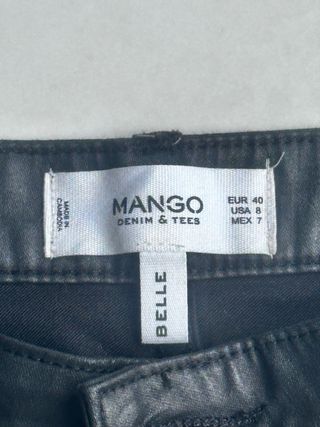 MADE IN
CAMBODIA
MANGO
DENIM & TEES
EUR 40
USA 8
MEX 7
BELLE